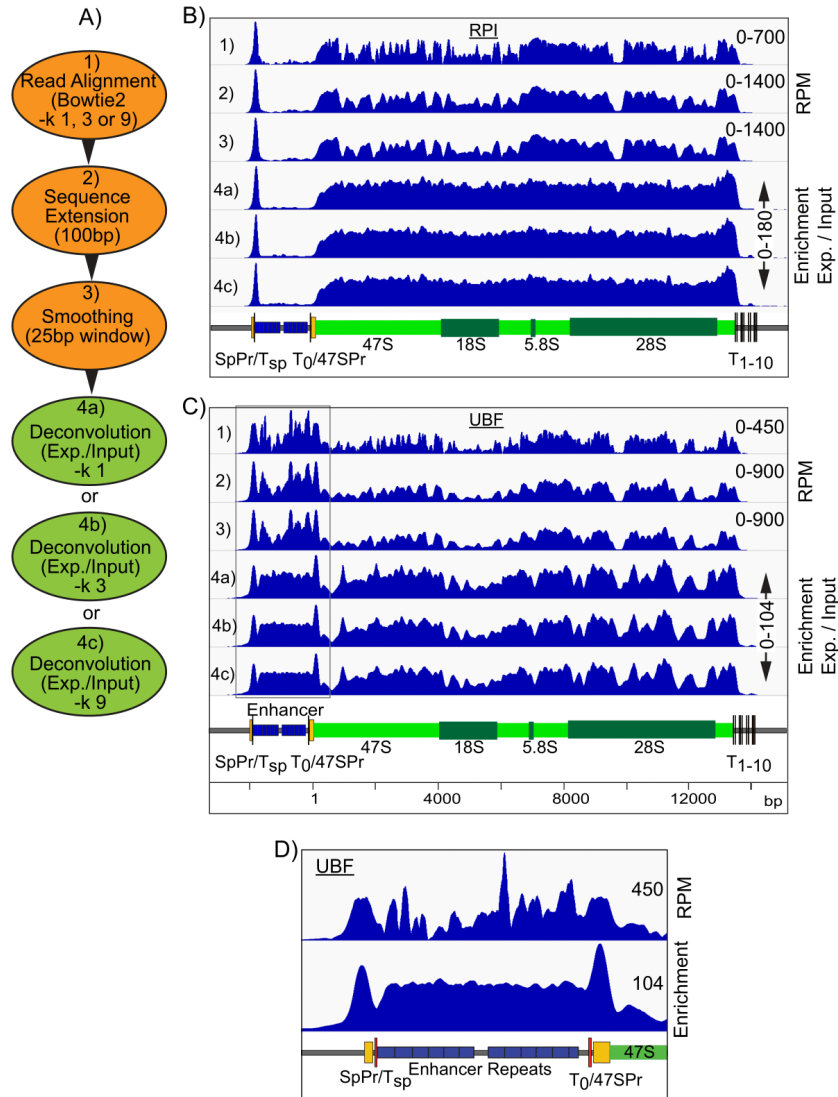 A)
1)
Read Alignment
(Bowtie2
-k 1, 3 or 9)
2)
Sequence
Extension
(100bp)
3)
Smoothing
(25bp window)
4a)
Deconvolution
(Exp./Input)
-k 1
or
4b)
Deconvolution
(Exp./Input)
-k 3
or
4c)
Deconvolution
(Exp./Input)
-k 9
B)
RPI
1)
0-700
2)
0-1400
3)
0-1400
RPM
4a)
4b)
4c)
0-180
Enrichment
Exp. / Input
47S
18S
5.8S
28S
SpPr/Tsp T0/47SPr
T1-10
C)
UBF
1)
0-450
2)
0-900
3)
0-900
RPM
4a)
4b)
4c)
0-104
Enrichment
Exp. / Input
Enhancer
47S
18S
5.8S
28S
SpPr/Tsp T0/47SPr
T1-10
1 4000 8000 12000 bp
D)
UBF
450
RPM
104
Enrichment
47S
SpPr/Tsp
Enhancer Repeats
T0/47SPr